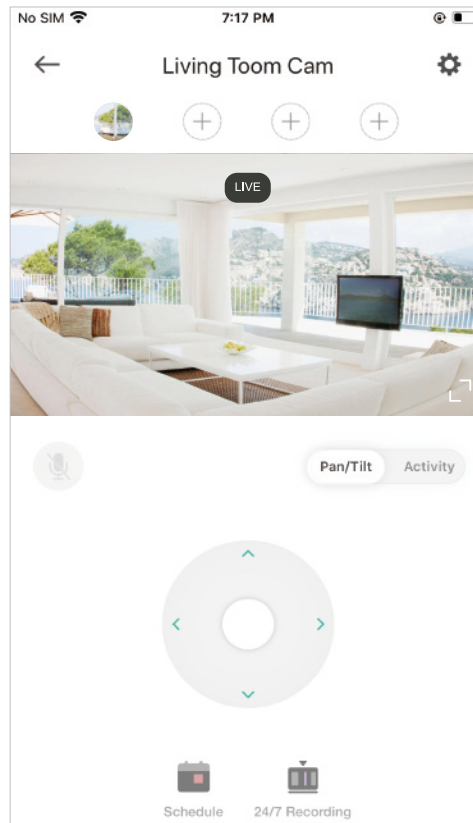 No SIM 7:17 PM
Living Toom Cam
LIVE
Pan/Tilt Activity
Schedule 24/7 Recording